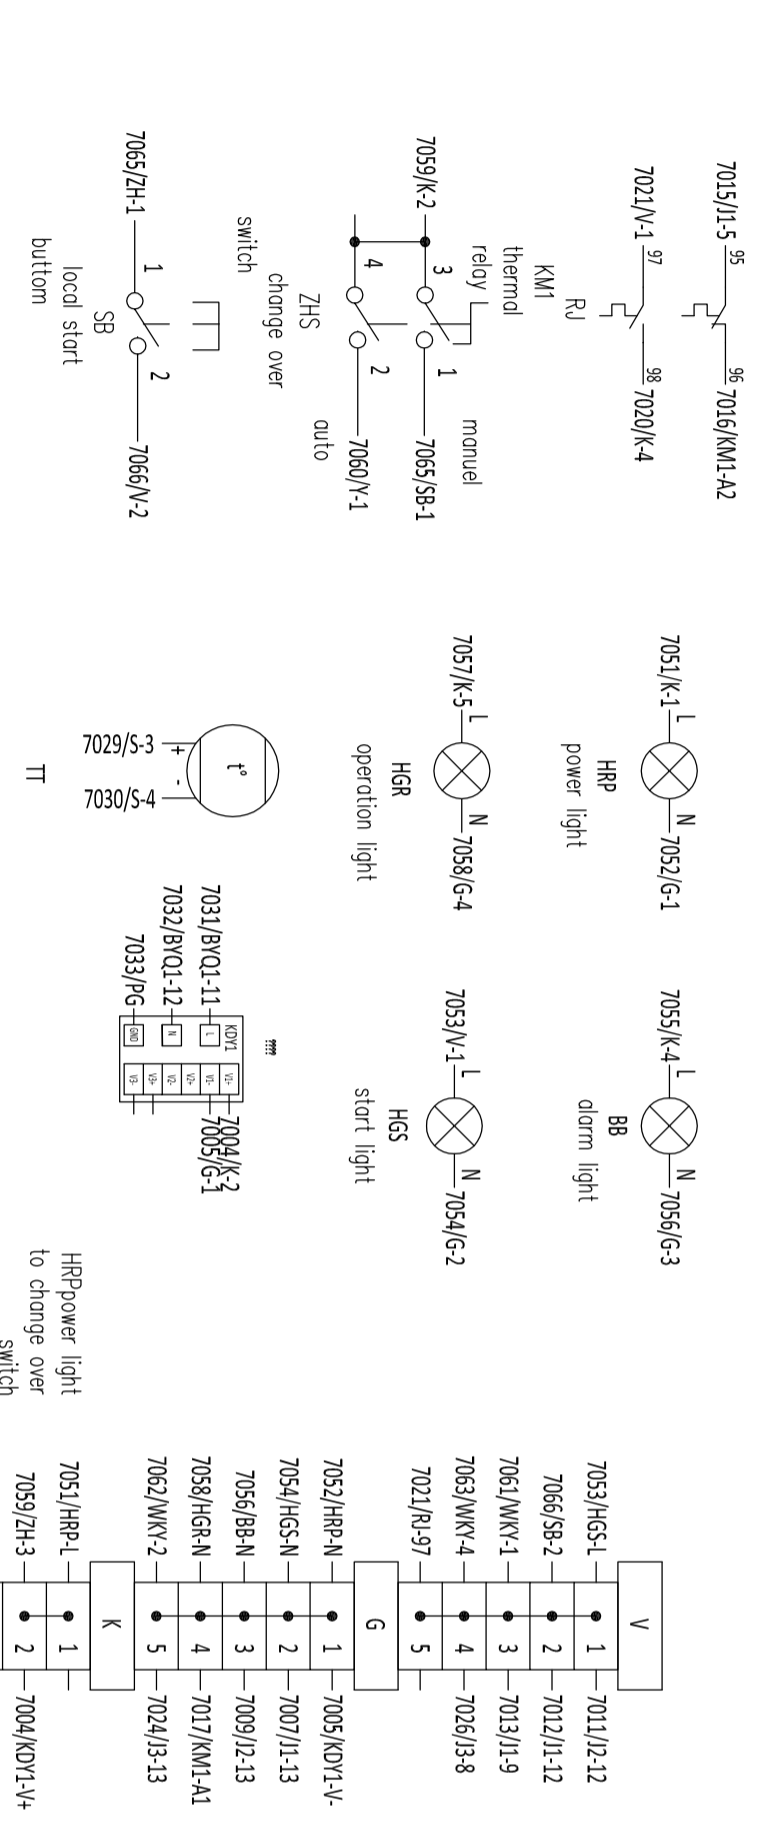 7015/J1-5
95
96
7016/KM1-A2
7021/V-1
97
98
7020/K-4
RJ
KM1
thermal
relay
7059/K-2
3
1
manuel
7065/SB-1
4
2
7060/Y-1
auto
ZHS
change over
switch
7065/ZH-1
1
2
7066/V-2
SB
local start
buttom
7051/K-1
L
N
7052/G-1
HRP
power light
7057/K-5
L
N
7058/G-4
HGR
operation light
t°
7029/S-3
+
-
7030/S-4
TT
7055/K-4
L
N
7056/G-3
BB
alarm light
7053/V-1
L
N
7054/G-2
HGS
start light
????
KDY1
7031/BYQ1-11
L
7032/BYQ1-12
N
7033/PG
GND
V1+
V1-
V2+
V2-
V3+
V3-
7004/K-2
7005/G-1
HRPpower light
to change over
switch
V
7053/HGS-L
1
7011/J2-12
7066/SB-2
2
7012/J1-12
7061/WKY-1
3
7013/J1-9
7063/WKY-4
4
7026/J3-8
7021/RJ-97
5
G
7052/HRP-N
1
7005/KDY1-V-
7054/HGS-N
2
7007/J1-13
7056/BB-N
3
7009/J2-13
7058/HGR-N
4
7017/KM1-A1
7062/WKY-2
5
7024/J3-13
K
7051/HRP-L
1
7059/ZH-3
2
7004/KDY1-V+